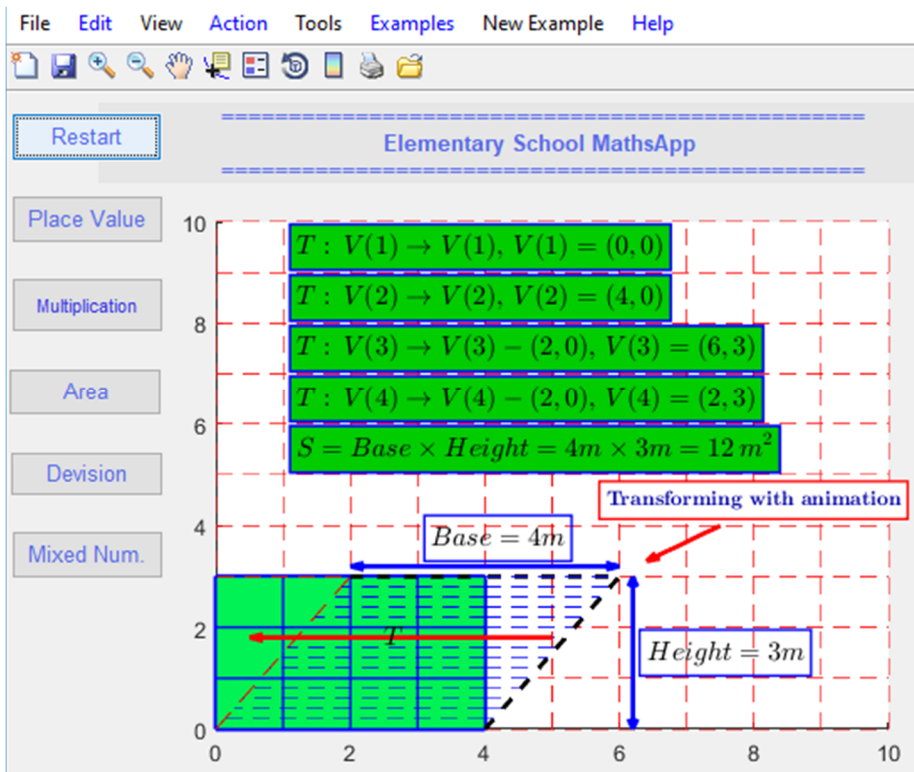 File Edit View Action Tools Examples New Example Help
Restart
====================================================
Elementary School MathsApp
====================================================
Place Value
Multiplication
Area
Devision
Mixed Num.
10
8
6
4
2
0
T : V(1) → V(1), V(1) = (0, 0)
T : V(2) → V(2), V(2) = (4, 0)
T : V(3) → V(3) − (2, 0), V(3) = (6, 3)
T : V(4) → V(4) − (2, 0), V(4) = (2, 3)
S = Base × Height = 4m × 3m = 12 m²
Transforming with animation
Base = 4m
T
Height = 3m
0 2 4 6 8 10